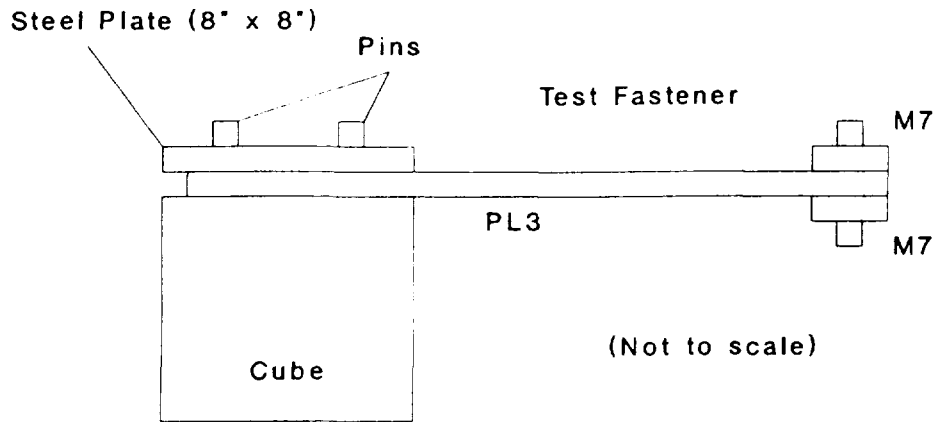 Steel Plate (8" x 8")
Pins
Test Fastener
M7
PL3
M7
(Not to scale)
Cube